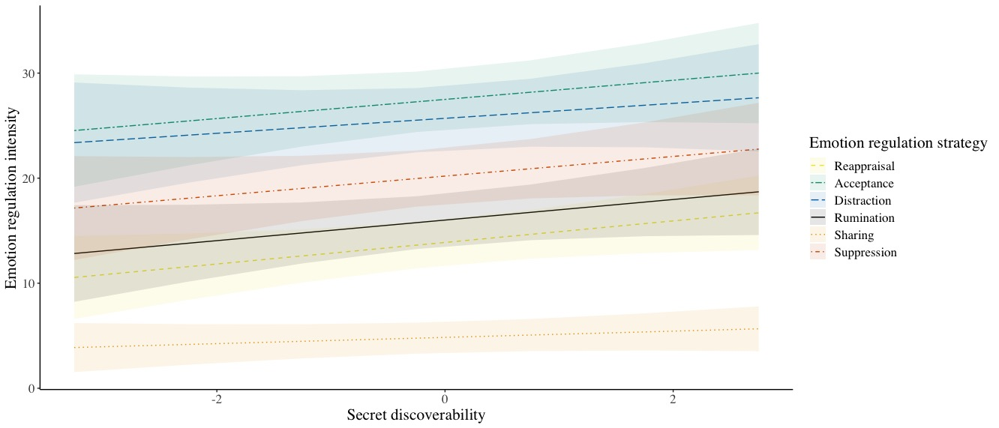 Emotion regulation intensity
30
20
10
0
-2
0
2
Secret discoverability
Emotion regulation strategy
Reappraisal
Acceptance
Distraction
Rumination
Sharing
Suppression